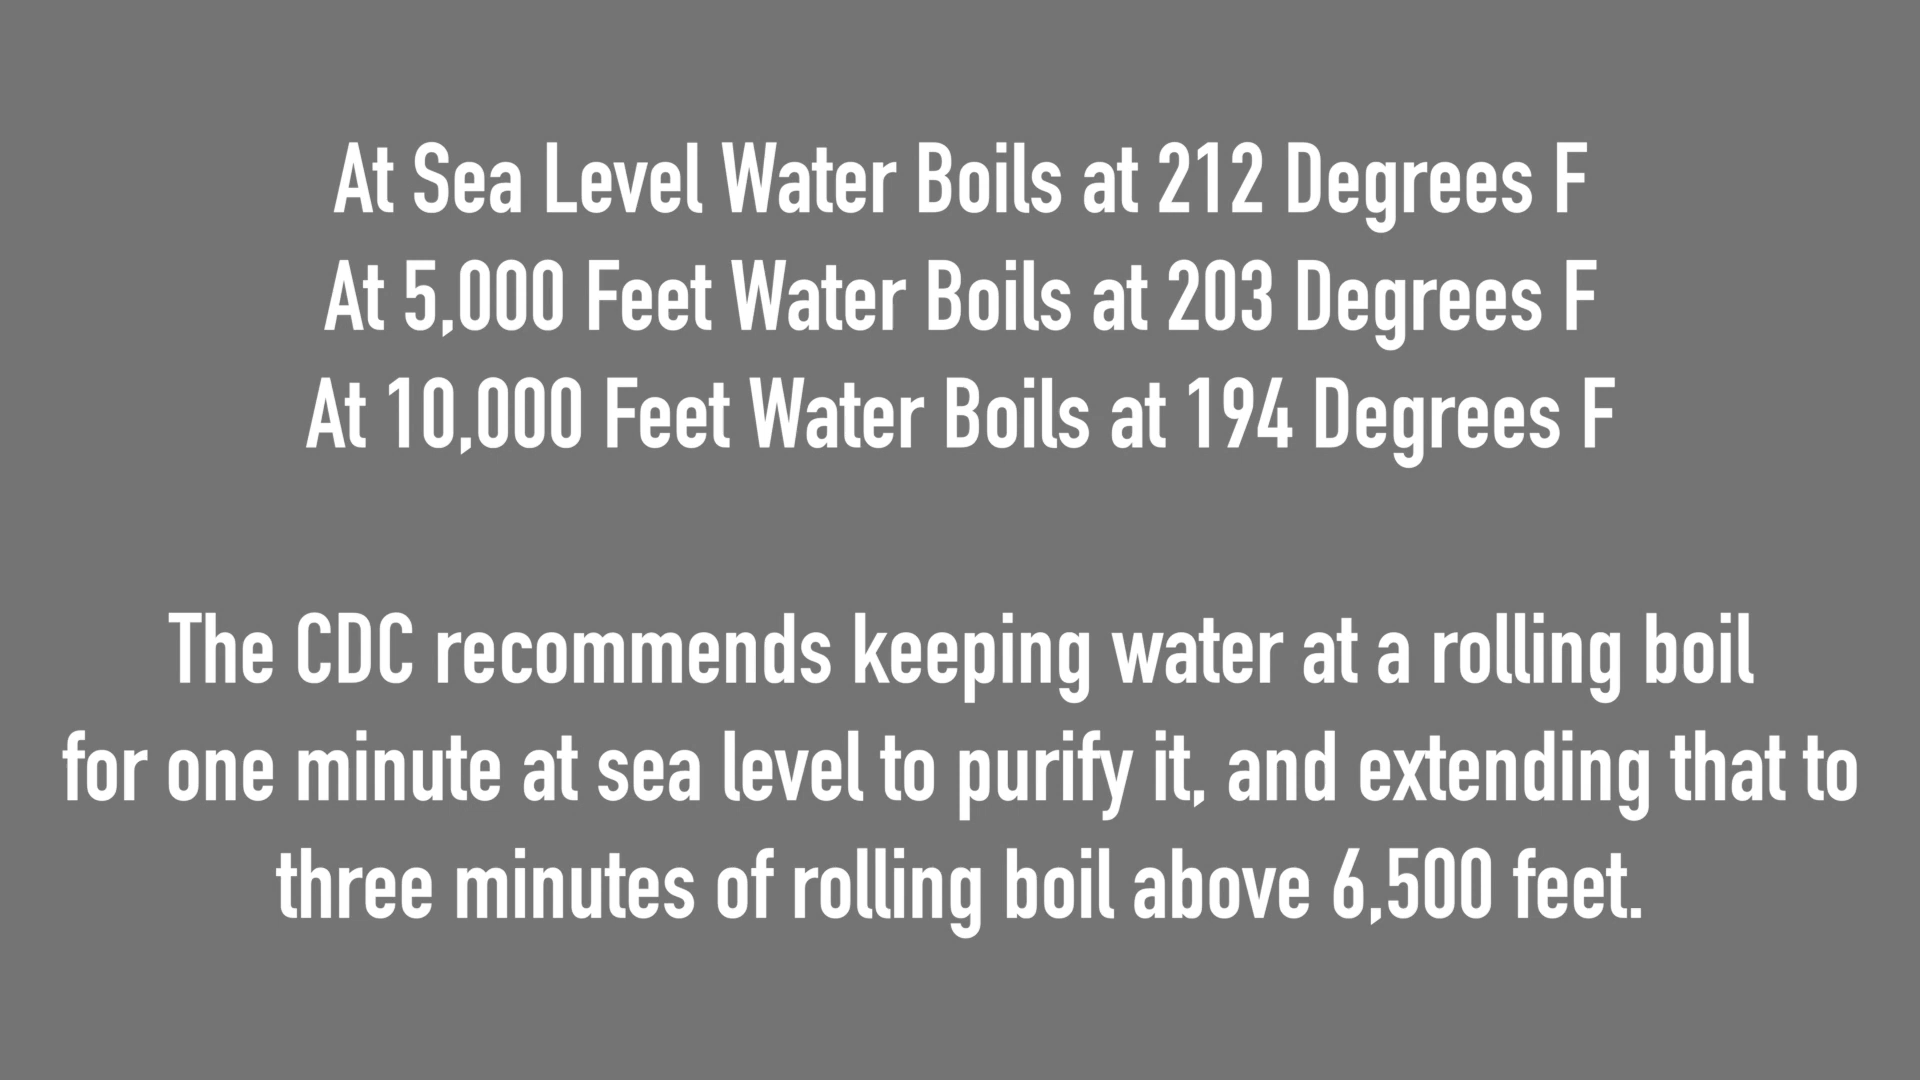 At Sea Level Water Boils at 212 Degrees F
At 5,000 Feet Water Boils at 203 Degrees F
At 10,000 Feet Water Boils at 194 Degrees F
The CDC recommends keeping water at a rolling boil
for one minute at sea level to purify it, and extending that to
three minutes of rolling boil above 6,500 feet.